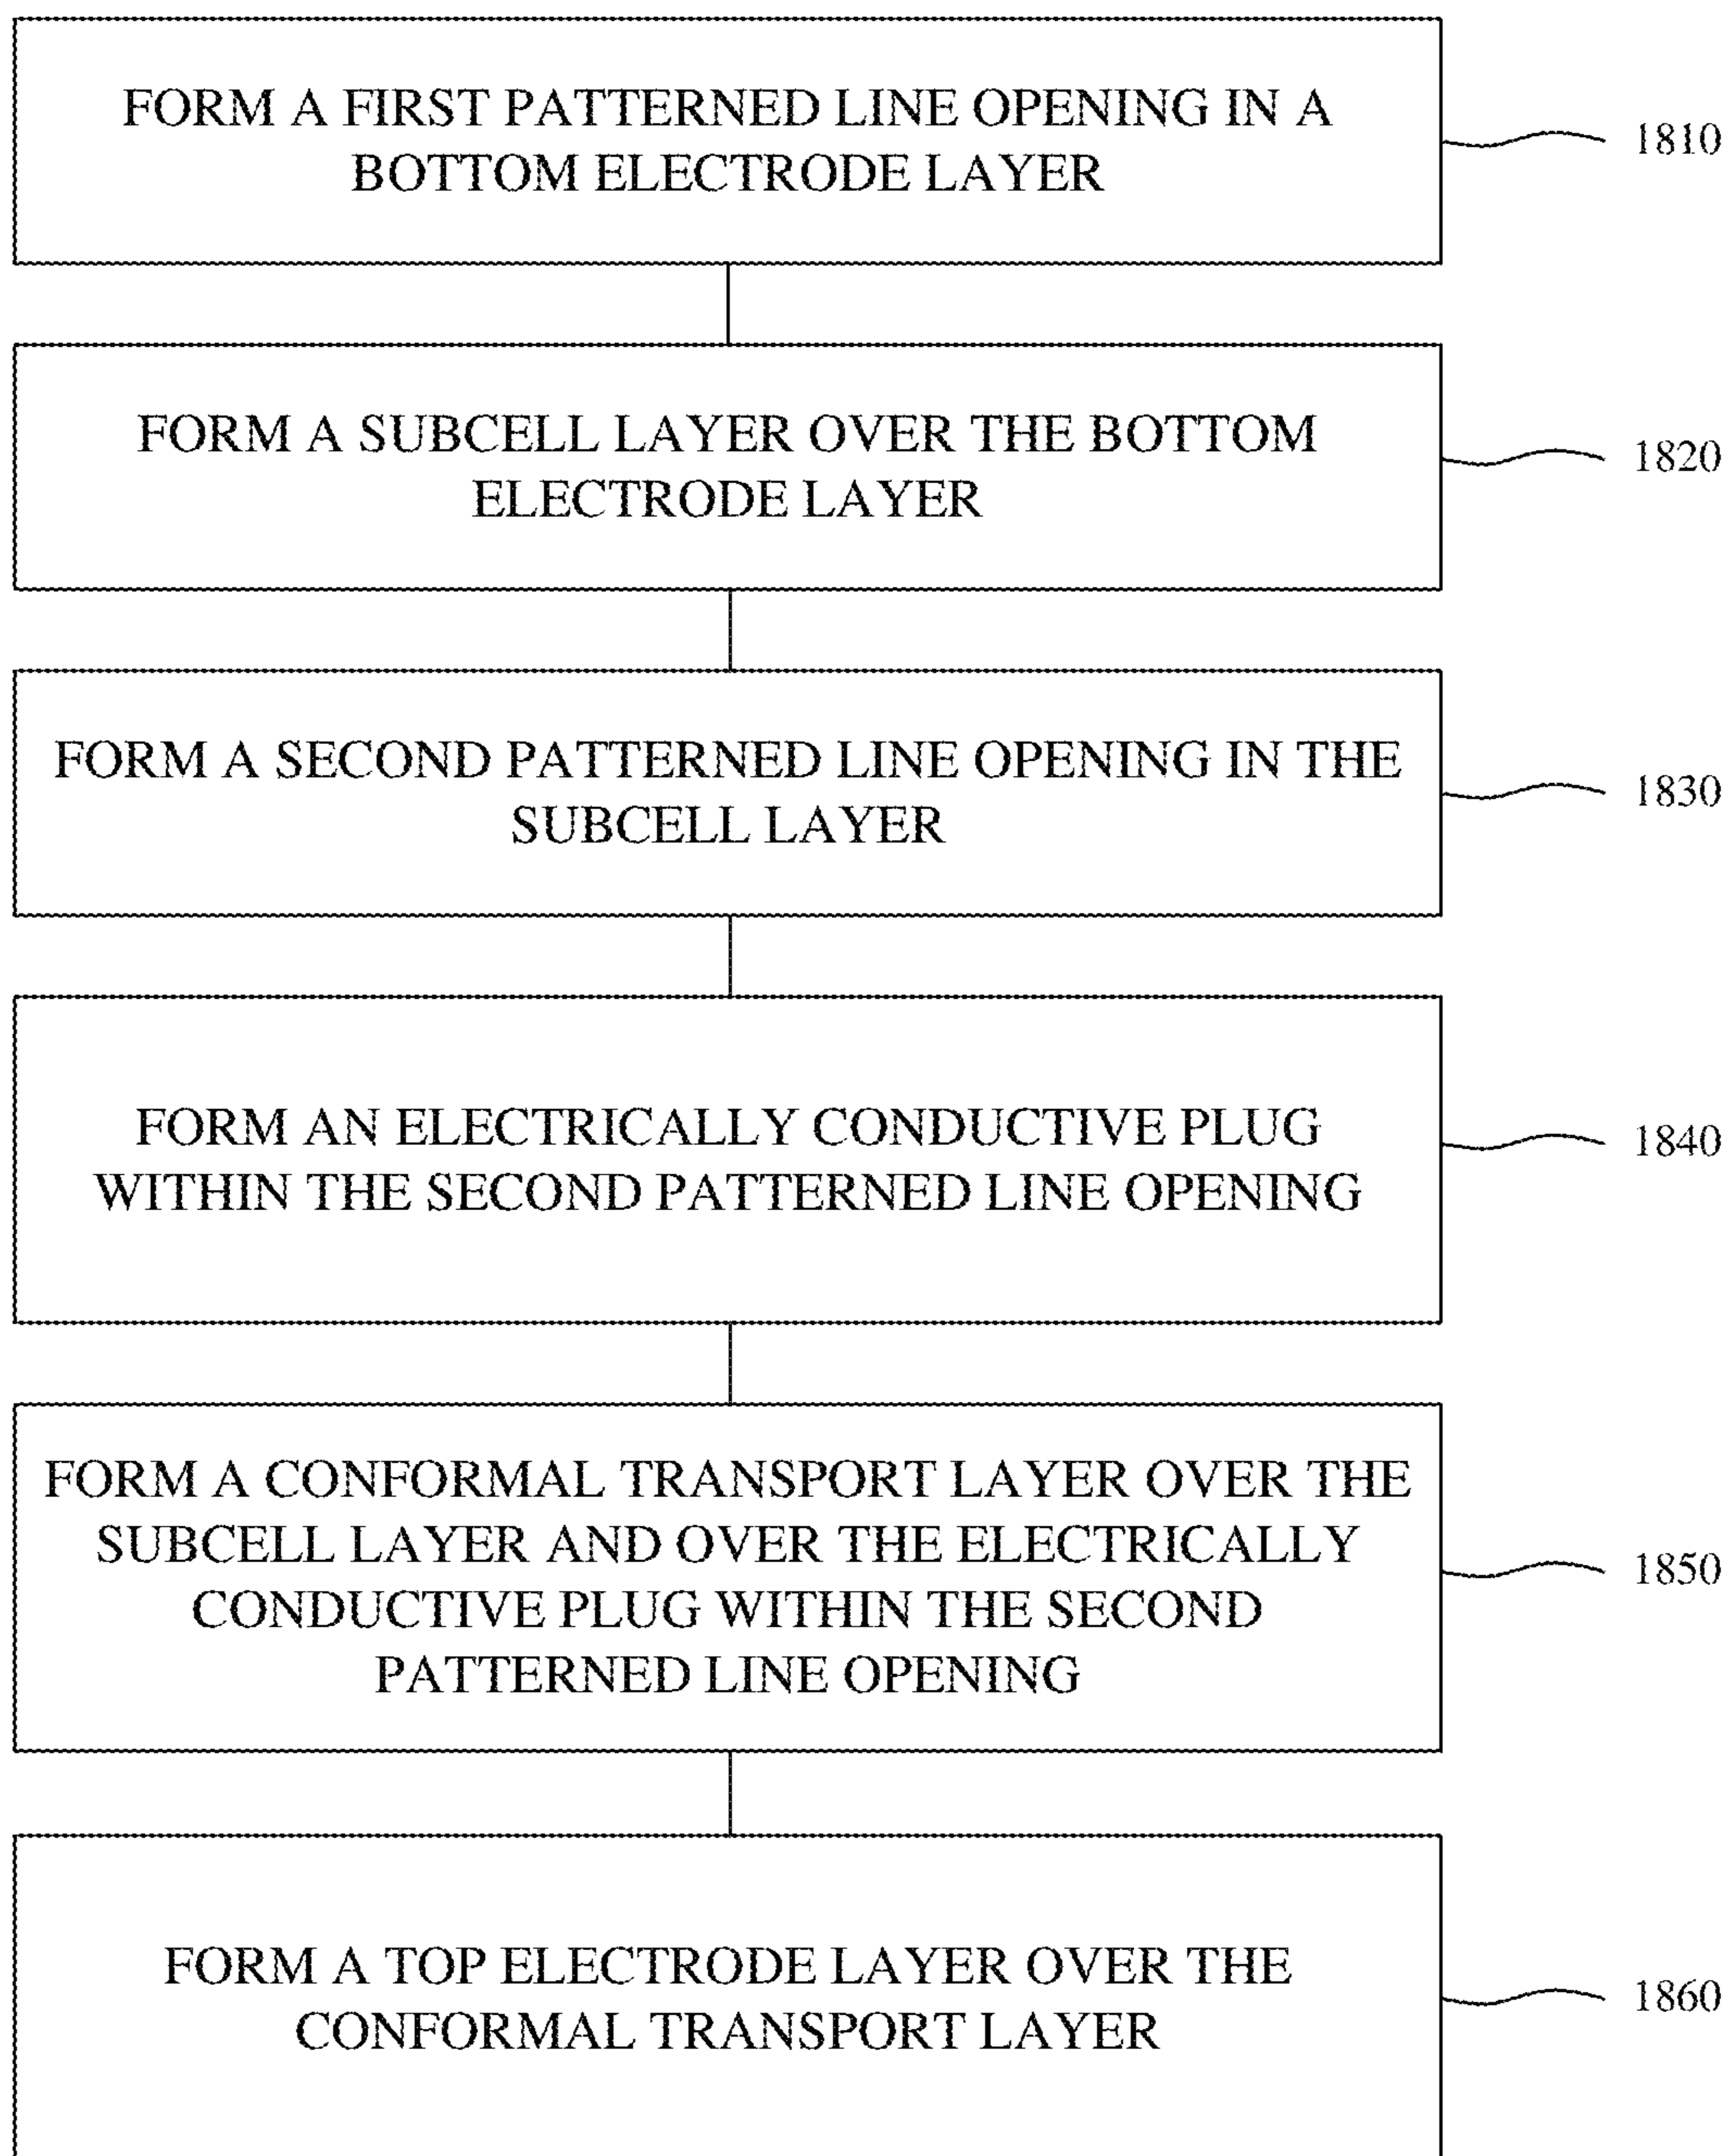 FORM A FIRST PATTERNED LINE OPENING IN A
BOTTOM ELECTRODE LAYER
1810
FORM A SUBCELL LAYER OVER THE BOTTOM
ELECTRODE LAYER
1820
FORM A SECOND PATTERNED LINE OPENING IN THE
SUBCELL LAYER
1830
FORM AN ELECTRICALLY CONDUCTIVE PLUG
WITHIN THE SECOND PATTERNED LINE OPENING
1840
FORM A CONFORMAL TRANSPORT LAYER OVER THE
SUBCELL LAYER AND OVER THE ELECTRICALLY
CONDUCTIVE PLUG WITHIN THE SECOND
PATTERNED LINE OPENING
1850
FORM A TOP ELECTRODE LAYER OVER THE
CONFORMAL TRANSPORT LAYER
1860